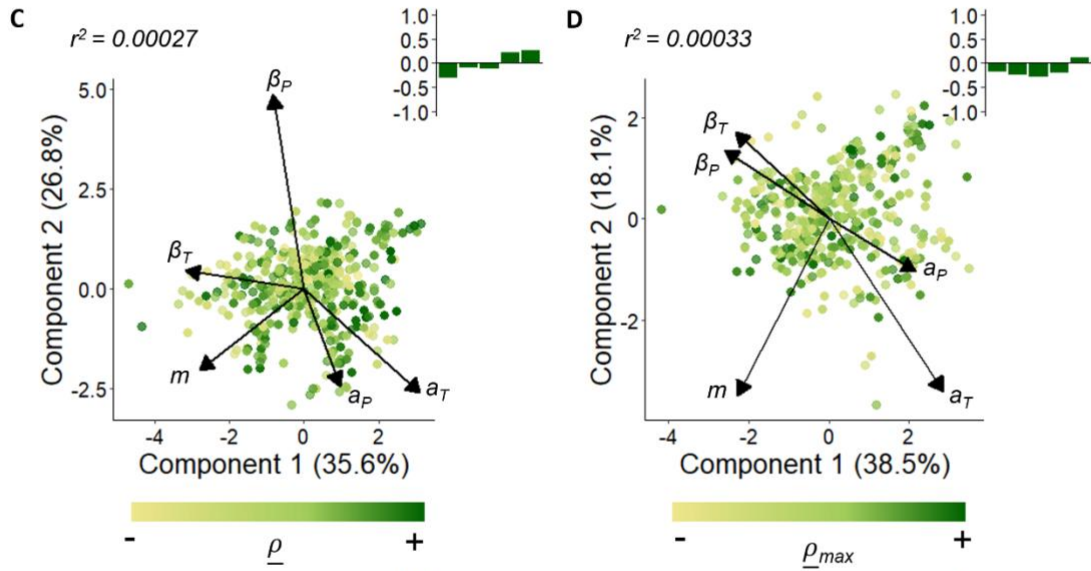 C
r² = 0.00027
1.0
0.5
0.0
-0.5
-1.0
5.0
2.5
0.0
-2.5
Component 2 (26.8%)
βP
βT
m
aP
aT
-4 -2 0 2
Component 1 (35.6%)
- +
ρ
D
r² = 0.00033
1.0
0.5
0.0
-0.5
-1.0
2
0
-2
Component 2 (18.1%)
βT
βP
aP
m
aT
-4 -2 0 2
Component 1 (38.5%)
- +
ρmax